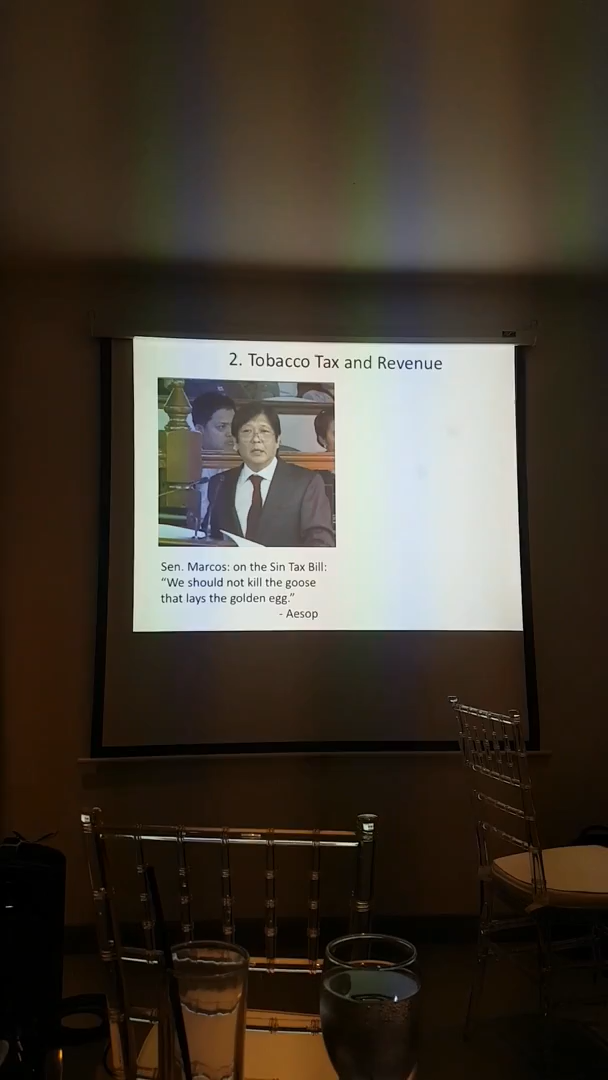 2. Tobacco Tax and Revenue
Sen. Marcos: on the Sin Tax Bill:
“We should not kill the goose
that lays the golden egg.”
- Aesop